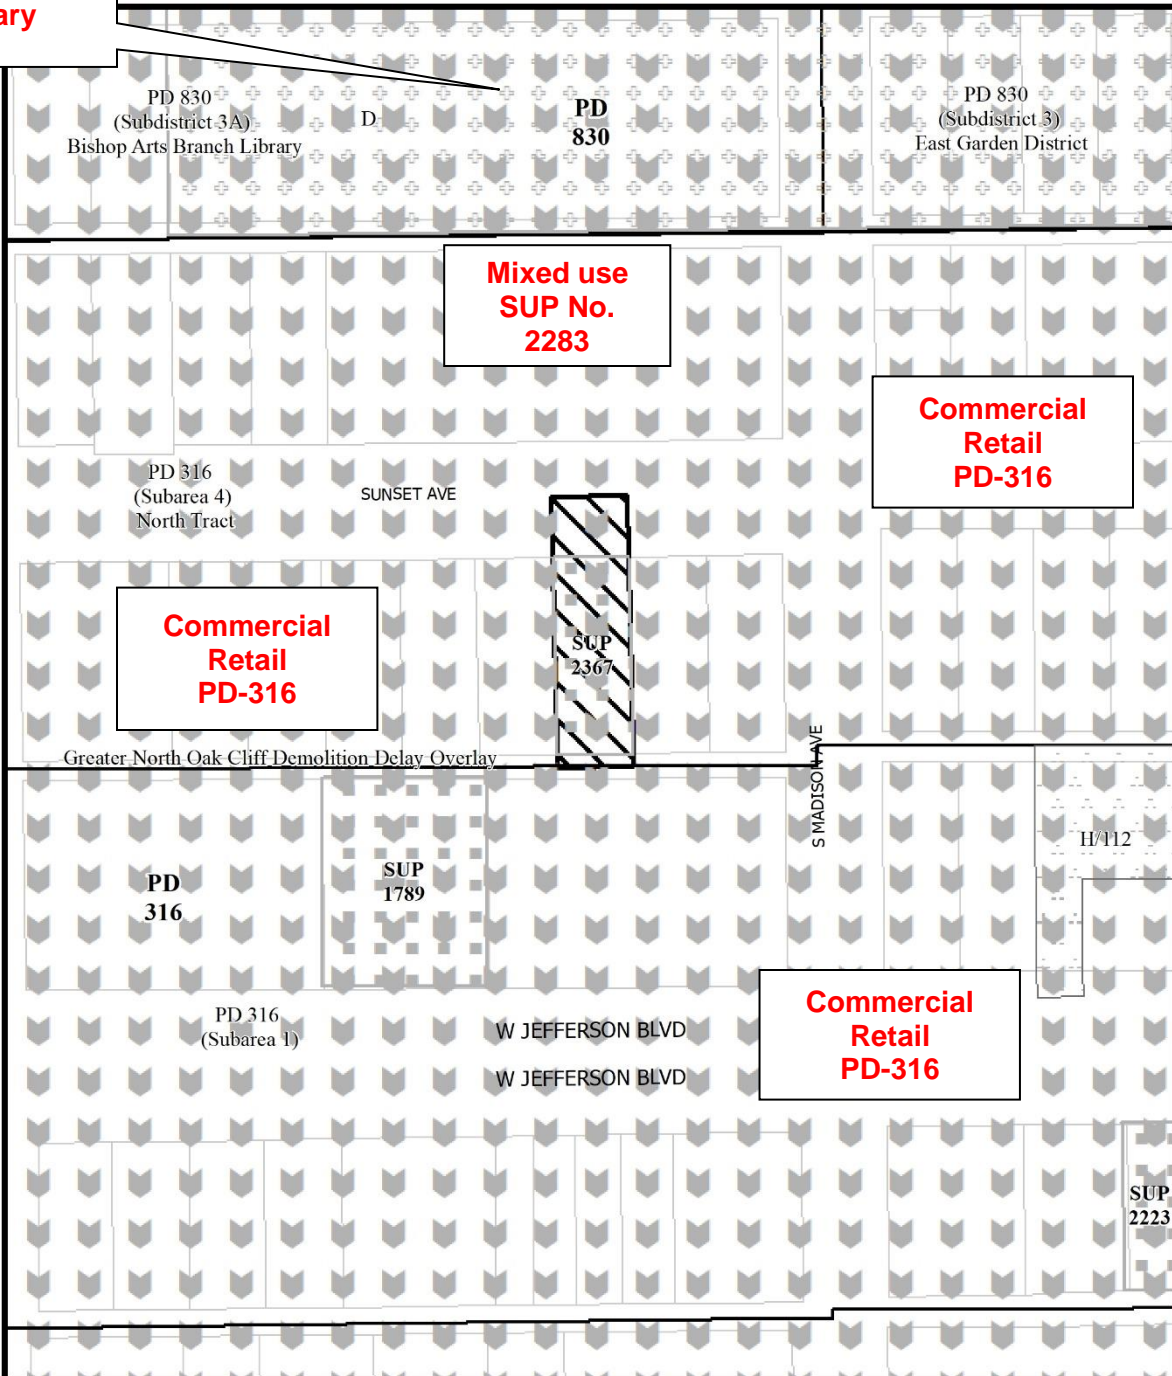 ary
PD 830
(Subdistrict 3A)
Bishop Arts Branch Library
D
PD
830
PD 830
(Subdistrict 3)
East Garden District
Mixed use
SUP No.
2283
Commercial
Retail
PD-316
PD 316
(Subarea 4)
North Tract
SUNSET AVE
Commercial
Retail
PD-316
SUP
2367
Greater North Oak Cliff Demolition Delay Overlay
S MADISON AVE
H/112
SUP
1789
PD
316
Commercial
Retail
PD-316
PD 316
(Subarea 1)
W JEFFERSON BLVD
W JEFFERSON BLVD
SUP
2223